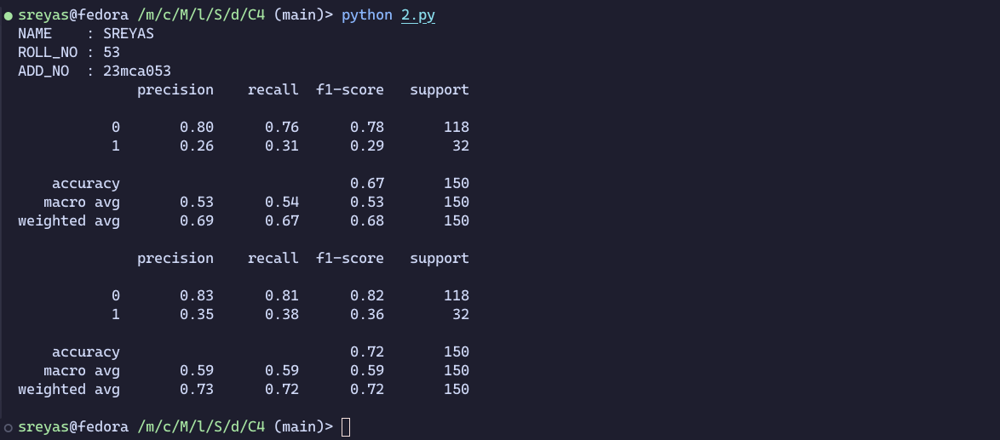 sreyas@fedora /m/c/M/l/S/d/C4 (main)> python 2.py
NAME    : SREYAS
ROLL_NO : 53
ADD_NO  : 23mca053
              precision    recall  f1-score   support

           0       0.80      0.76      0.78       118
           1       0.26      0.31      0.29        32

    accuracy                           0.67       150
   macro avg       0.53      0.54      0.53       150
weighted avg       0.69      0.67      0.68       150

              precision    recall  f1-score   support

           0       0.83      0.81      0.82       118
           1       0.35      0.38      0.36        32

    accuracy                           0.72       150
   macro avg       0.59      0.59      0.59       150
weighted avg       0.73      0.72      0.72       150

sreyas@fedora /m/c/M/l/S/d/C4 (main)>